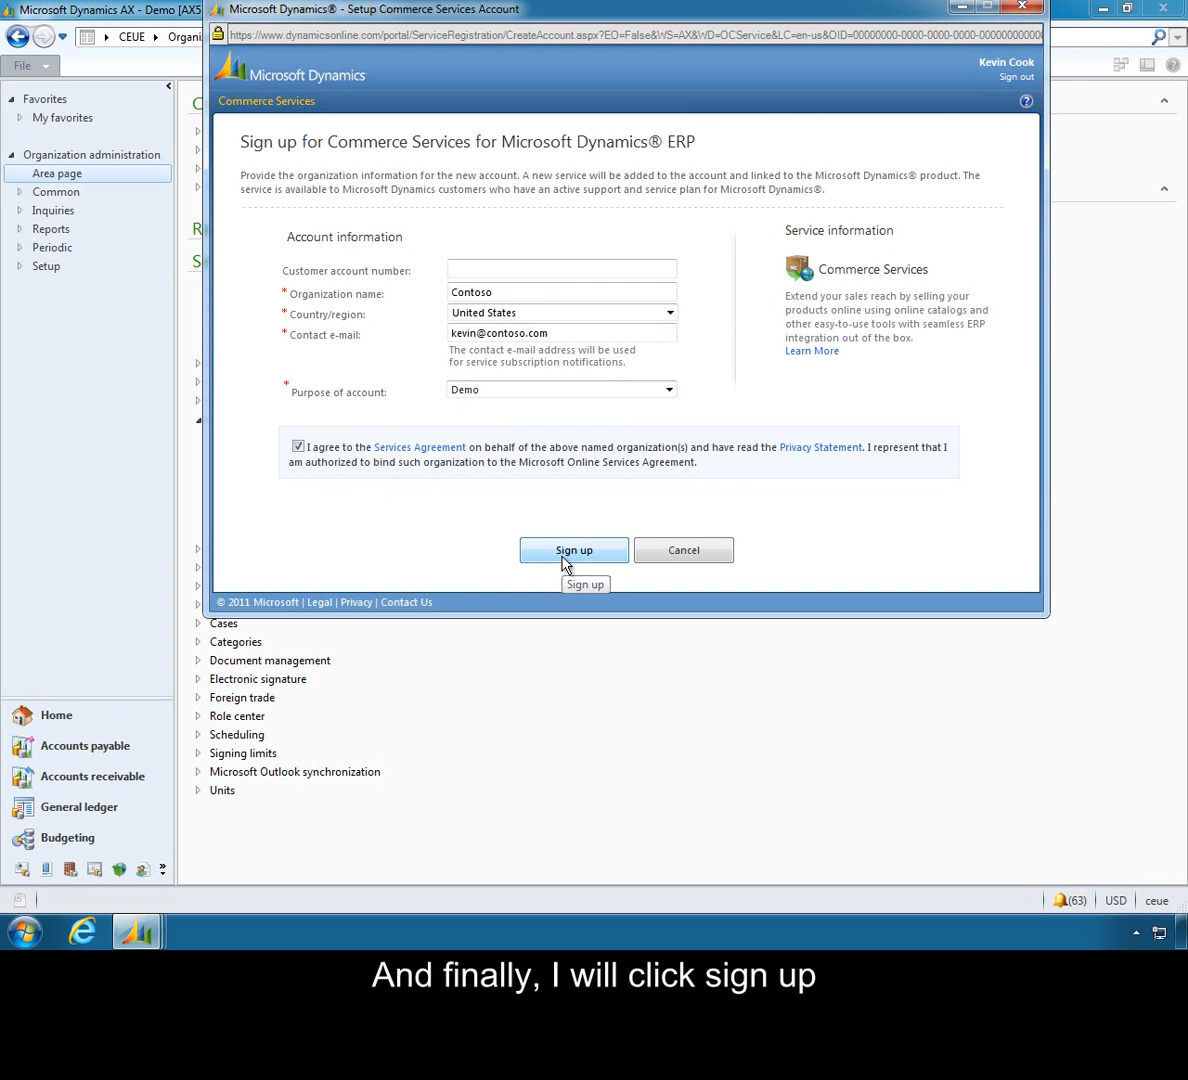 Microsoft Dynamics AX - Demo [AX5
Microsoft Dynamics® - Setup Commerce Services Account
CEUE
Organi
https://www.dynamicsonline.com/portal/ServiceRegistration/CreateAccount.aspx?EO=False&WS=AX&WD=OCService&LC=en-us&OID=00000000-0000-0000-0000-000000000000
File
Microsoft Dynamics
Kevin Cook
Sign out
Commerce Services
Favorites
My favorites
Organization administration
Area page
Common
Inquiries
Reports
Periodic
Setup
Sign up for Commerce Services for Microsoft Dynamics® ERP
Provide the organization information for the new account. A new service will be added to the account and linked to the Microsoft Dynamics® product. The
service is available to Microsoft Dynamics customers who have an active support and service plan for Microsoft Dynamics®.
Account information
Customer account number:
* Organization name: Contoso
* Country/region: United States
* Contact e-mail: kevin@contoso.com
The contact e-mail address will be used
for service subscription notifications.
* Purpose of account: Demo
Service information
Commerce Services
Extend your sales reach by selling your
products online using online catalogs and
other easy-to-use tools with seamless ERP
integration out of the box.
Learn More
I agree to the Services Agreement on behalf of the above named organization(s) and have read the Privacy Statement. I represent that I
am authorized to bind such organization to the Microsoft Online Services Agreement.
Sign up
Cancel
Sign up
© 2011 Microsoft | Legal | Privacy | Contact Us
Cases
Categories
Document management
Electronic signature
Foreign trade
Role center
Scheduling
Signing limits
Microsoft Outlook synchronization
Units
Home
Accounts payable
Accounts receivable
General ledger
Budgeting
(63)
USD
ceue
And finally, I will click sign up